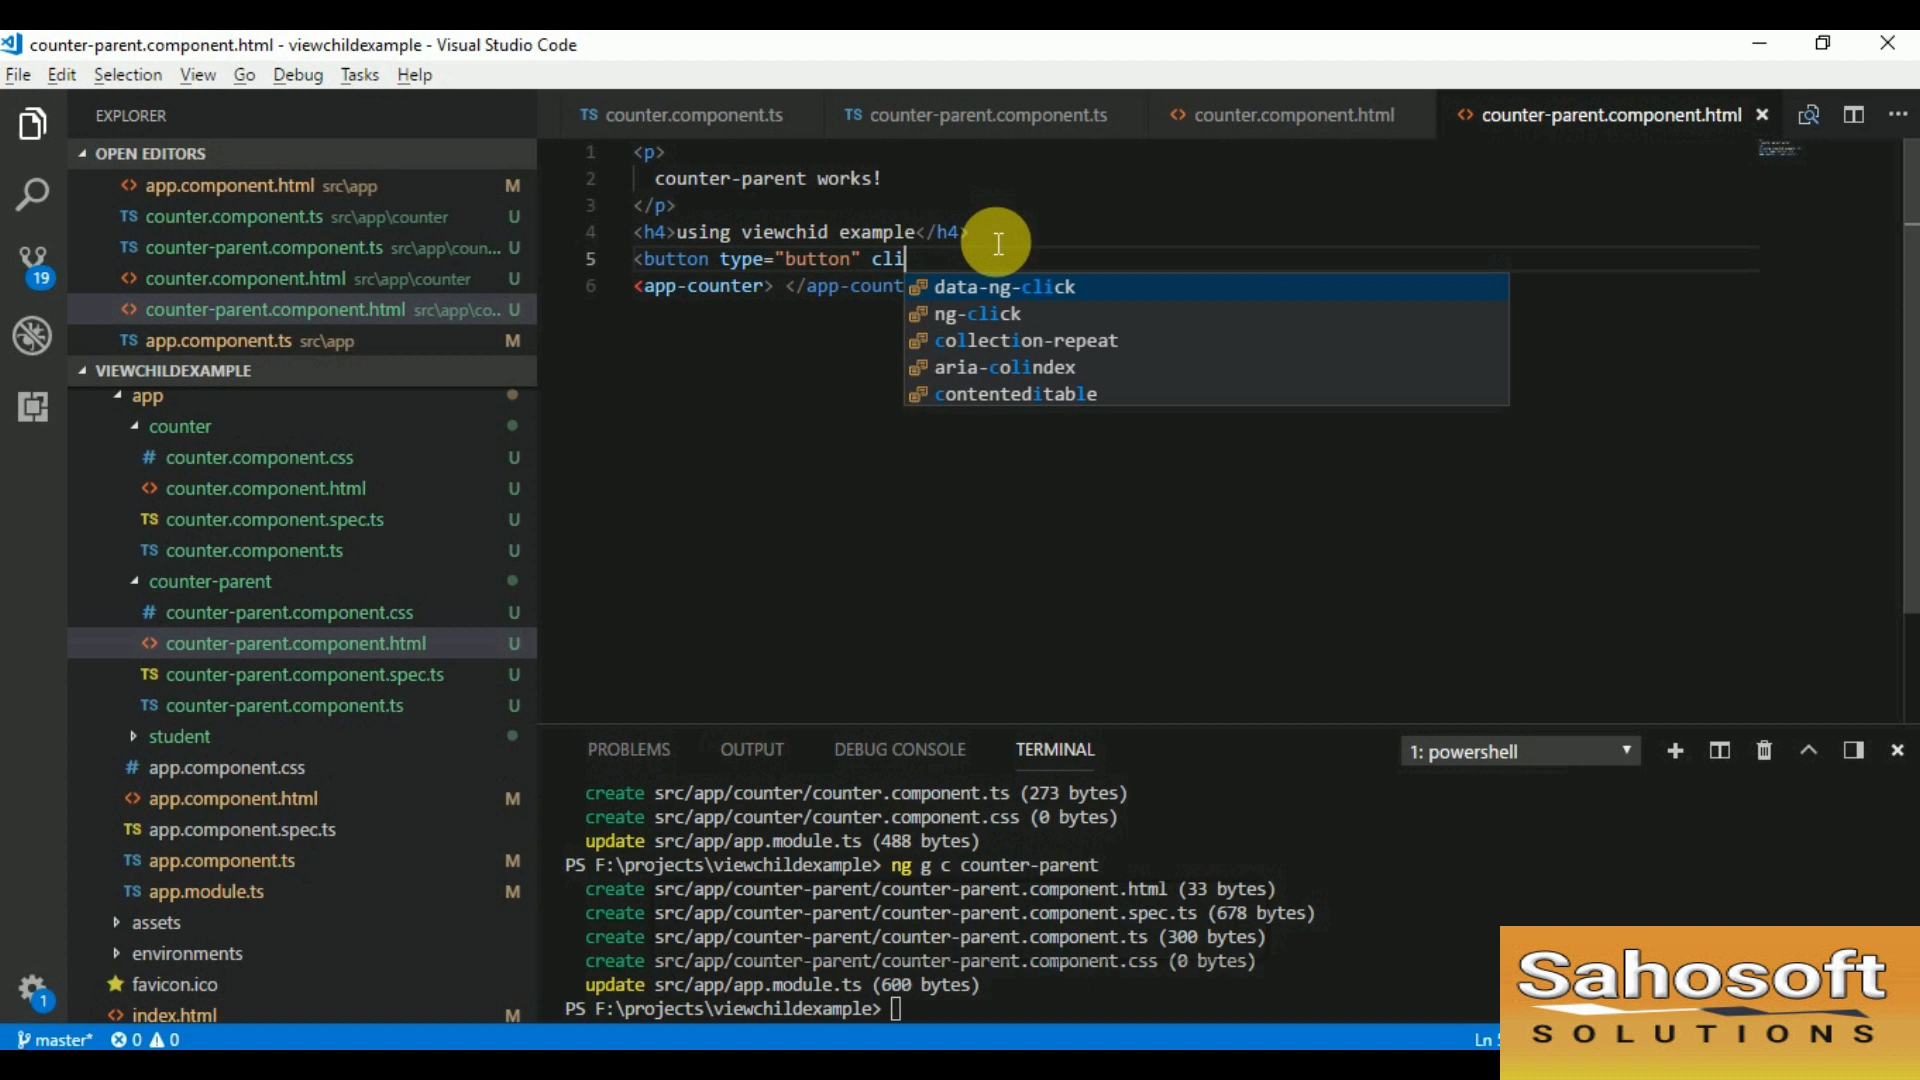 counter-parent.component.html - viewchildexample - Visual Studio Code
File Edit Selection View Go Debug Tasks Help
EXPLORER
OPEN EDITORS
app.component.html src\app M
TS counter.component.ts src\app\counter U
TS counter-parent.component.ts src\app\coun... U
counter.component.html src\app\counter U
counter-parent.component.html src\app\co... U
TS app.component.ts src\app M
VIEWCHILDEXAMPLE
app
counter
# counter.component.css U
counter.component.html U
TS counter.component.spec.ts U
TS counter.component.ts U
counter-parent
# counter-parent.component.css U
counter-parent.component.html U
TS counter-parent.component.spec.ts U
TS counter-parent.component.ts U
student
# app.component.css
app.component.html M
TS app.component.spec.ts
TS app.component.ts M
TS app.module.ts M
assets
environments
favicon.ico
index.html M
19
1
TS counter.component.ts TS counter-parent.component.ts <> counter.component.html <> counter-parent.component.html
1 <p>
2 counter-parent works!
3 </p>
4 <h4>using viewchid example</h4>
5 <button type="button" cli
6 <app-counter> </app-count
data-ng-click
ng-click
collection-repeat
aria-colindex
contenteditable
PROBLEMS OUTPUT DEBUG CONSOLE TERMINAL 1: powershell
create src/app/counter/counter.component.ts (273 bytes)
create src/app/counter/counter.component.css (0 bytes)
update src/app/app.module.ts (488 bytes)
PS F:\projects\viewchildexample> ng g c counter-parent
create src/app/counter-parent/counter-parent.component.html (33 bytes)
create src/app/counter-parent/counter-parent.component.spec.ts (678 bytes)
create src/app/counter-parent/counter-parent.component.ts (300 bytes)
create src/app/counter-parent/counter-parent.component.css (0 bytes)
update src/app/app.module.ts (600 bytes)
PS F:\projects\viewchildexample>
master* 0 0 Ln
Sahosoft
SOLUTIONS